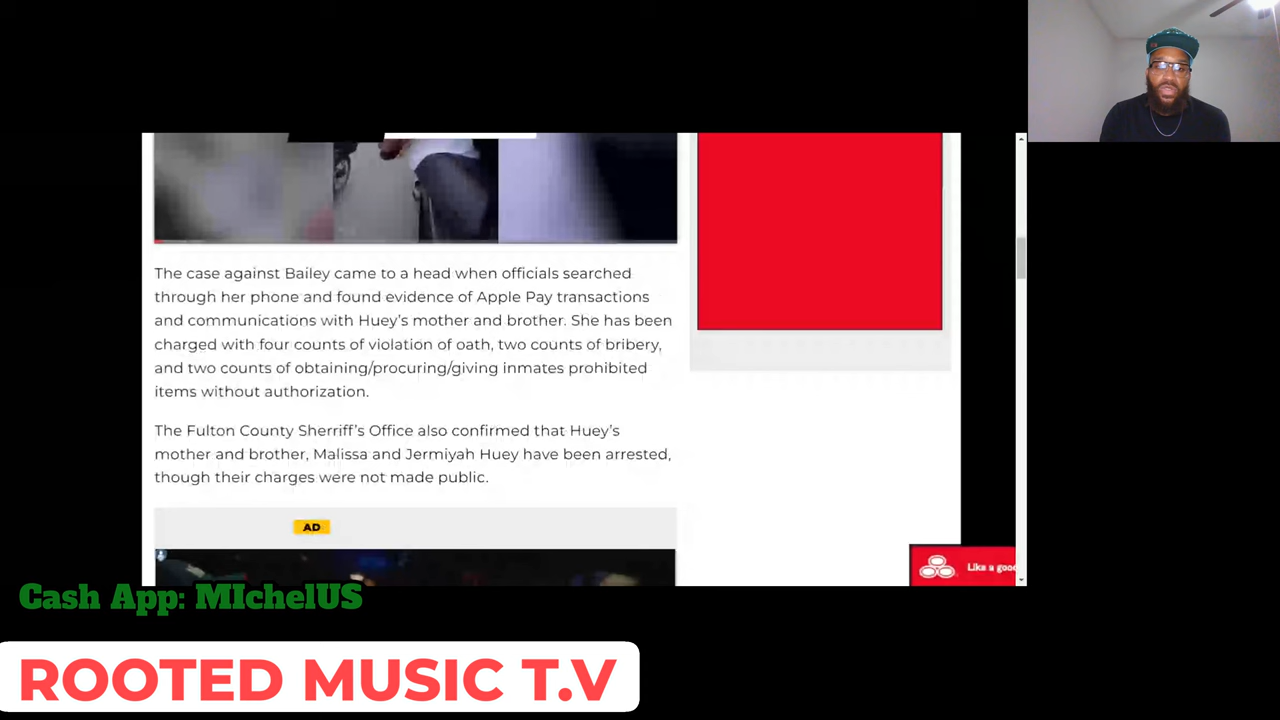 The case against Bailey came to a head when officials searched
through her phone and found evidence of Apple Pay transactions
and communications with Huey's mother and brother. She has been
charged with four counts of violation of oath, two counts of bribery,
and two counts of obtaining/procuring/giving inmates prohibited
items without authorization.
The Fulton County Sherriff's Office also confirmed that Huey's
mother and brother, Malissa and Jermiyah Huey have been arrested,
though their charges were not made public.
AD
Like a good
Cash App: MIchelUS
ROOTED MUSIC T.V